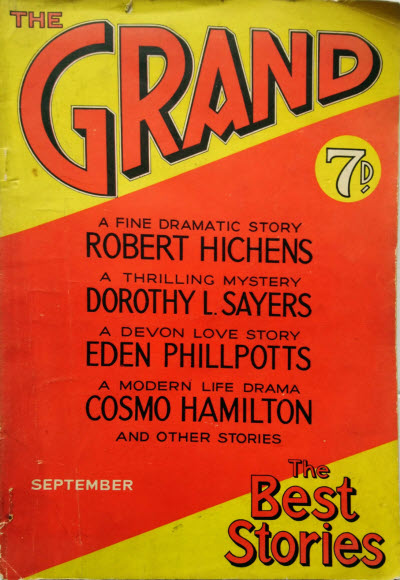 THE
GRAND
7D.
A FINE DRAMATIC STORY
ROBERT HICHENS
A THRILLING MYSTERY
DOROTHY L. SAYERS
A DEVON LOVE STORY
EDEN PHILLPOTTS
A MODERN LIFE DRAMA
COSMO HAMILTON
AND OTHER STORIES
SEPTEMBER
The
Best
Stories